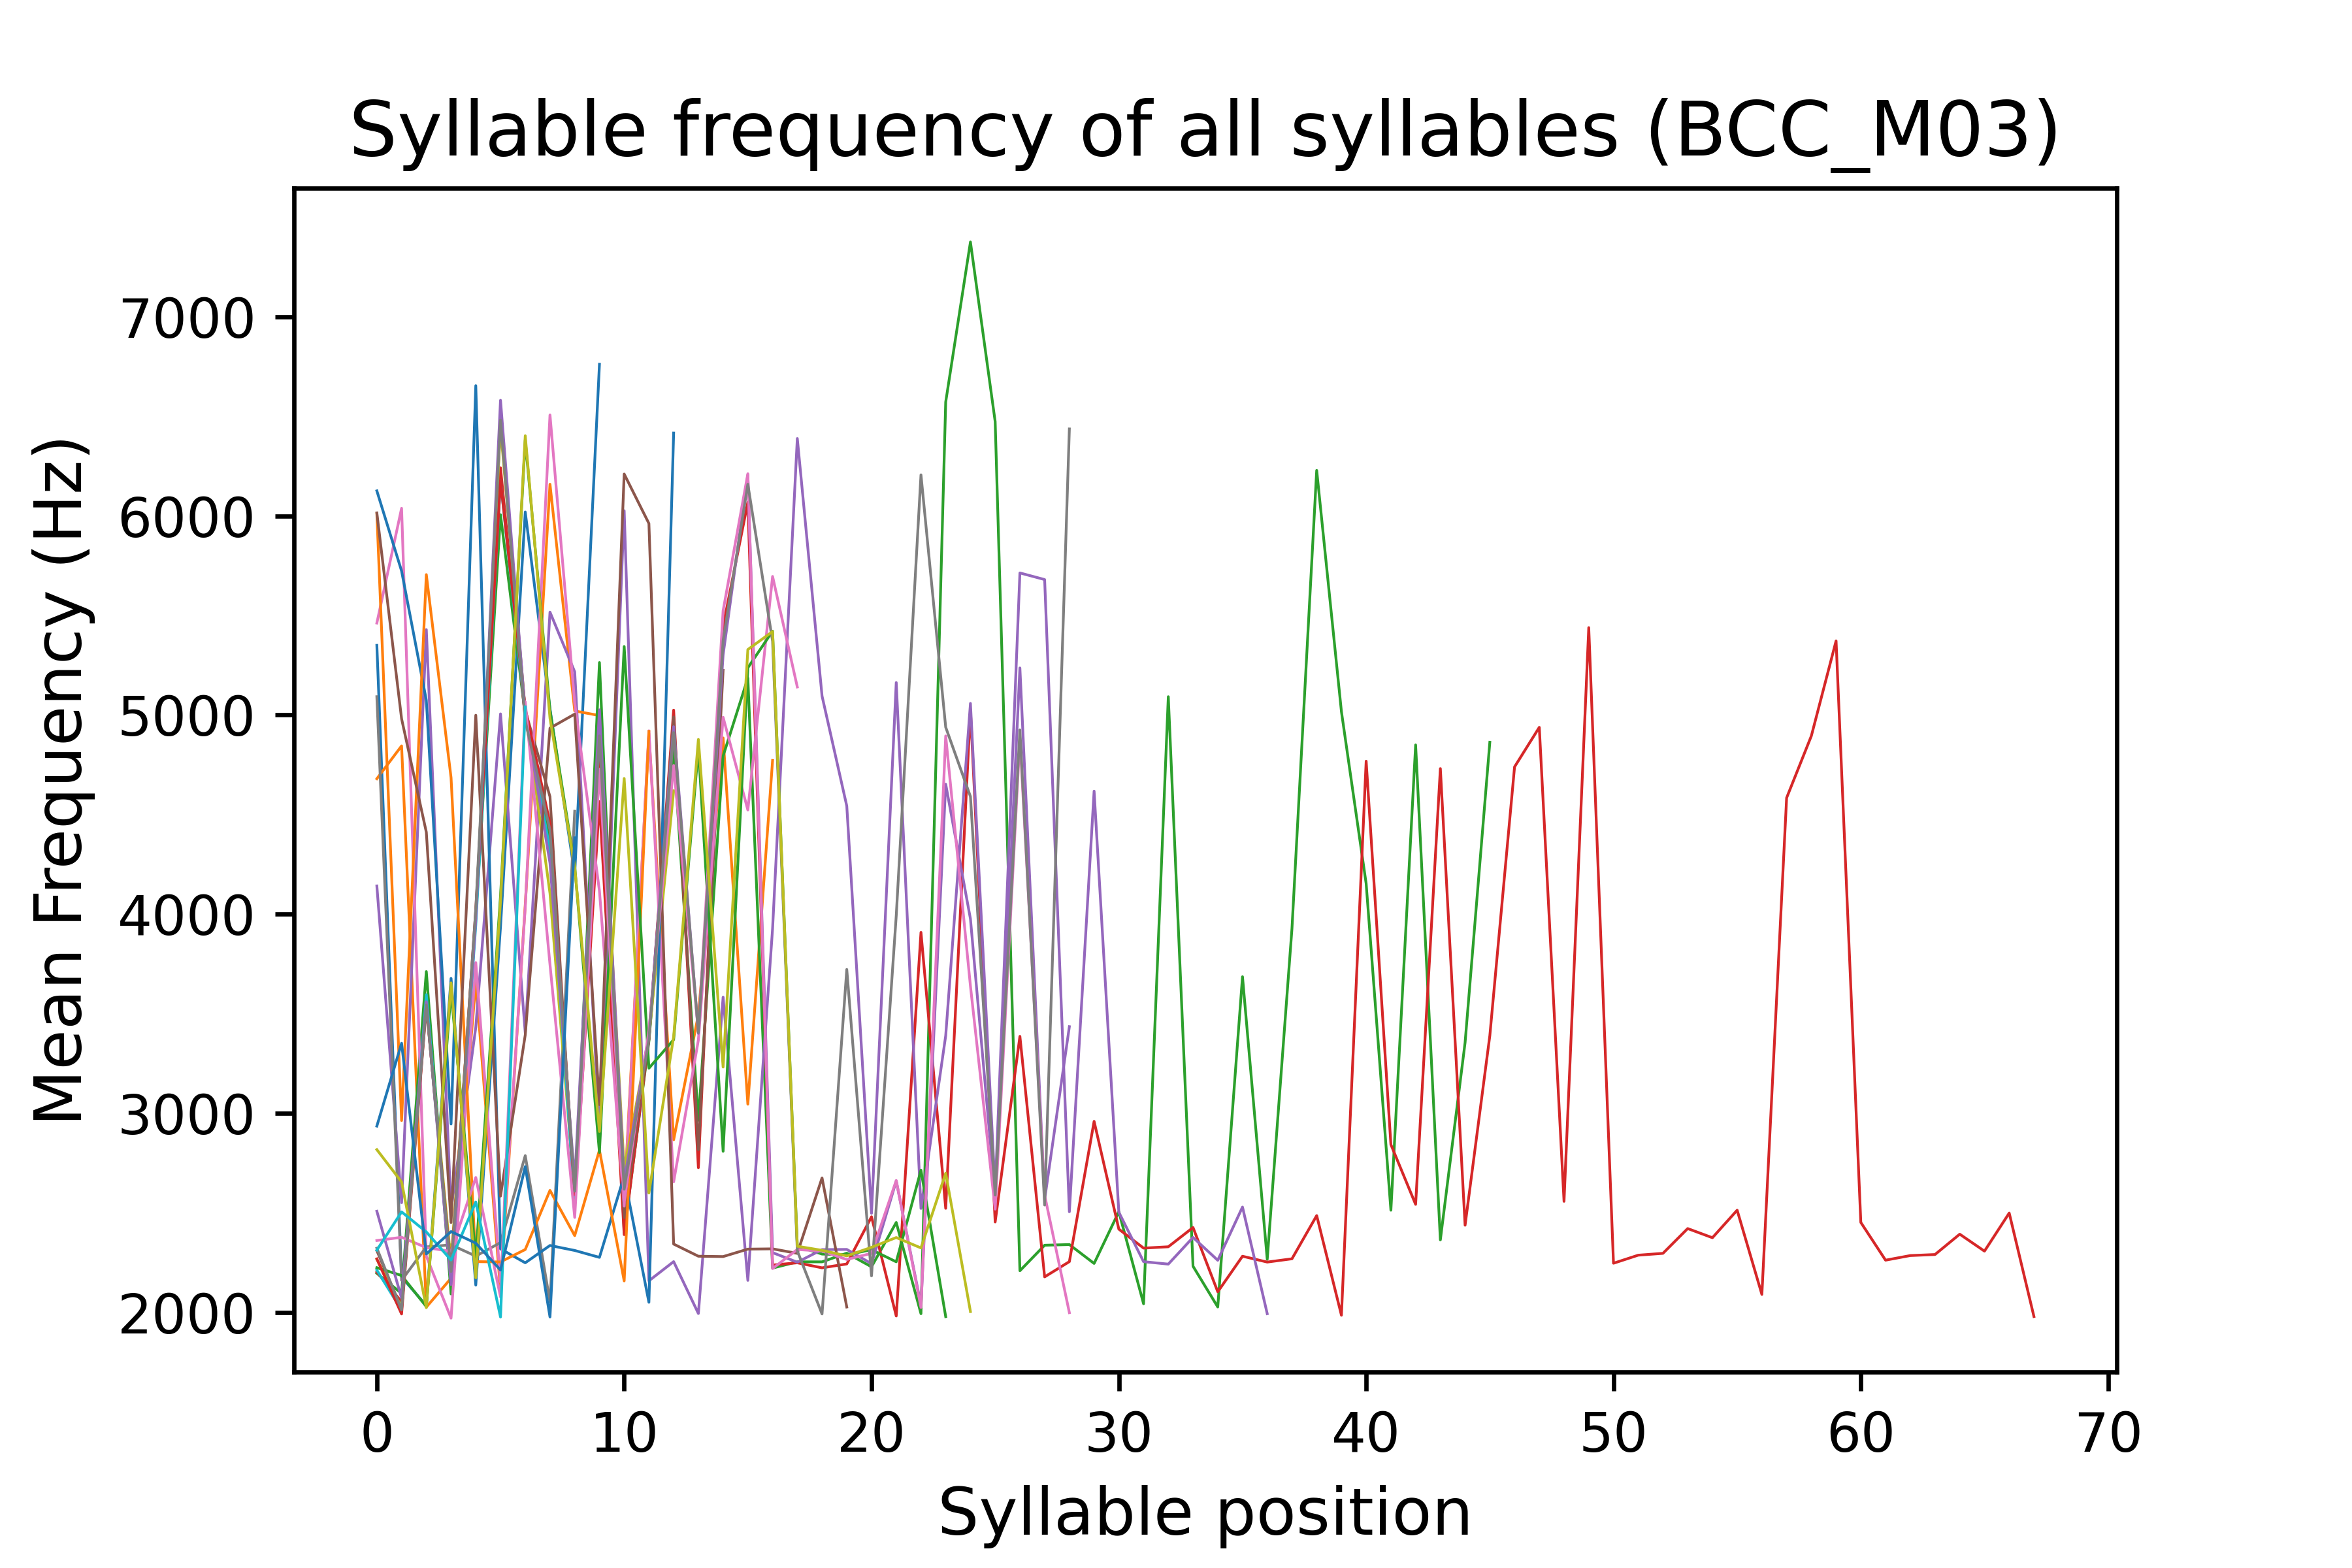 Syllable frequency of all syllables (BCC_M03)
Mean Frequency (Hz)
7000
6000
5000
4000
3000
2000
0 10 20 30 40 50 60 70
Syllable position